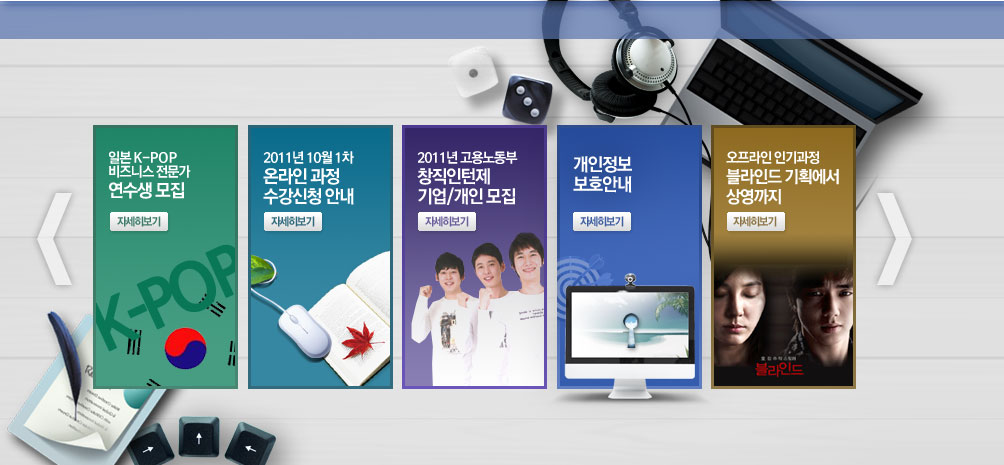 일본 K-POP
비즈니스 전문가
연수생 모집
자세히보기
K-POP
2011년 10월 1차
온라인 과정
수강신청 안내
자세히보기
2011년 고용노동부
창직인턴제
기업/개인 모집
자세히보기
개인정보
보호안내
자세히보기
오프라인 인기과정
블라인드 기획에서
상영까지
자세히보기
블라인드